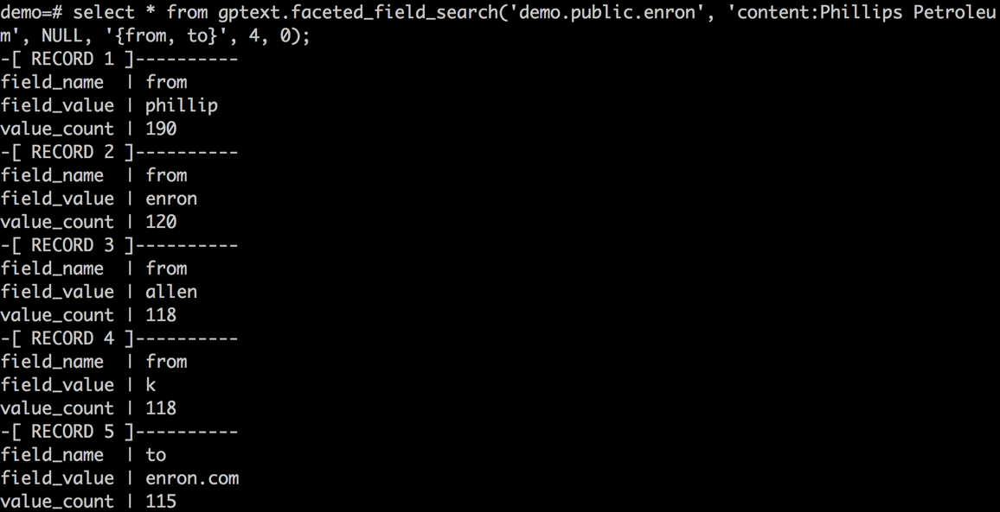 demo=# select * from gptext.faceted_field_search('demo.public.enron', 'content:Phillips Petroleu
m', NULL, '{from, to}', 4, 0);
-[ RECORD 1 ]----------
field_name  | from
field_value | phillip
value_count | 190
-[ RECORD 2 ]----------
field_name  | from
field_value | enron
value_count | 120
-[ RECORD 3 ]----------
field_name  | from
field_value | allen
value_count | 118
-[ RECORD 4 ]----------
field_name  | from
field_value | k
value_count | 118
-[ RECORD 5 ]----------
field_name  | to
field_value | enron.com
value_count | 115